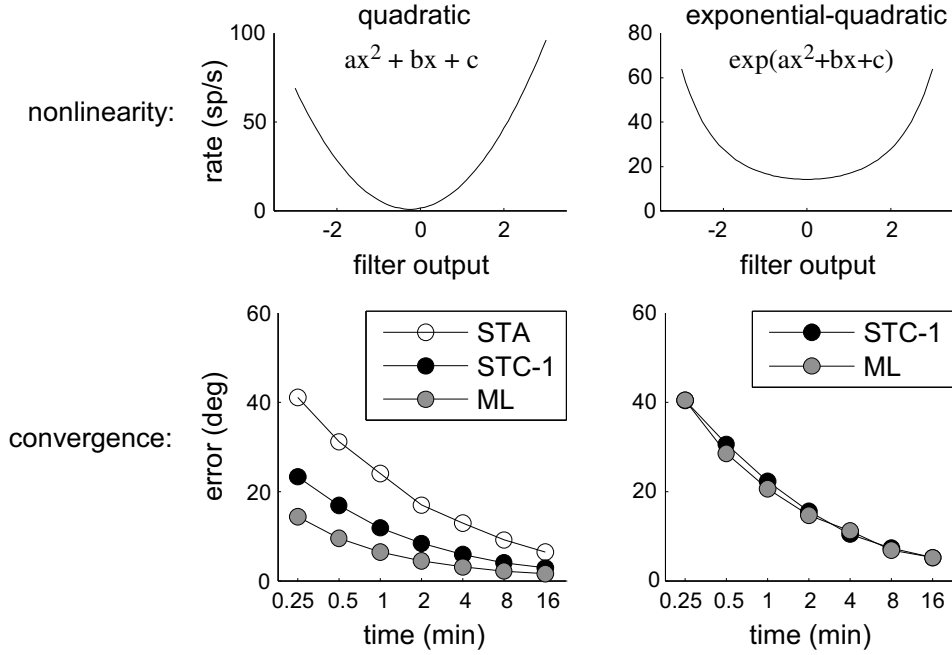 quadratic
exponential-quadratic
nonlinearity:
rate (sp/s)
100
50
0
ax² + bx + c
-2 0 2
filter output
80
60
40
20
0
exp(ax²+bx+c)
-2 0 2
filter output
convergence:
error (deg)
60
40
20
0
STA
STC-1
ML
0.25 0.5 1 2 4 8 16
time (min)
60
40
20
0
STC-1
ML
0.25 0.5 1 2 4 8 16
time (min)